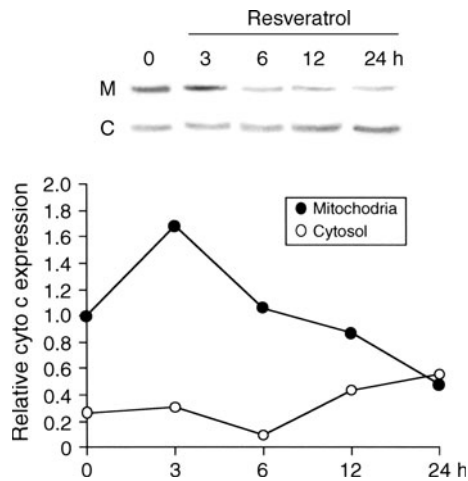 Resveratrol
0 3 6 12 24 h
M
C
Relative cyto c expression
2.0
1.8
1.6
1.4
1.2
1.0
0.8
0.6
0.4
0.2
0
Mitochodria
Cytosol
0 3 6 12 24 h